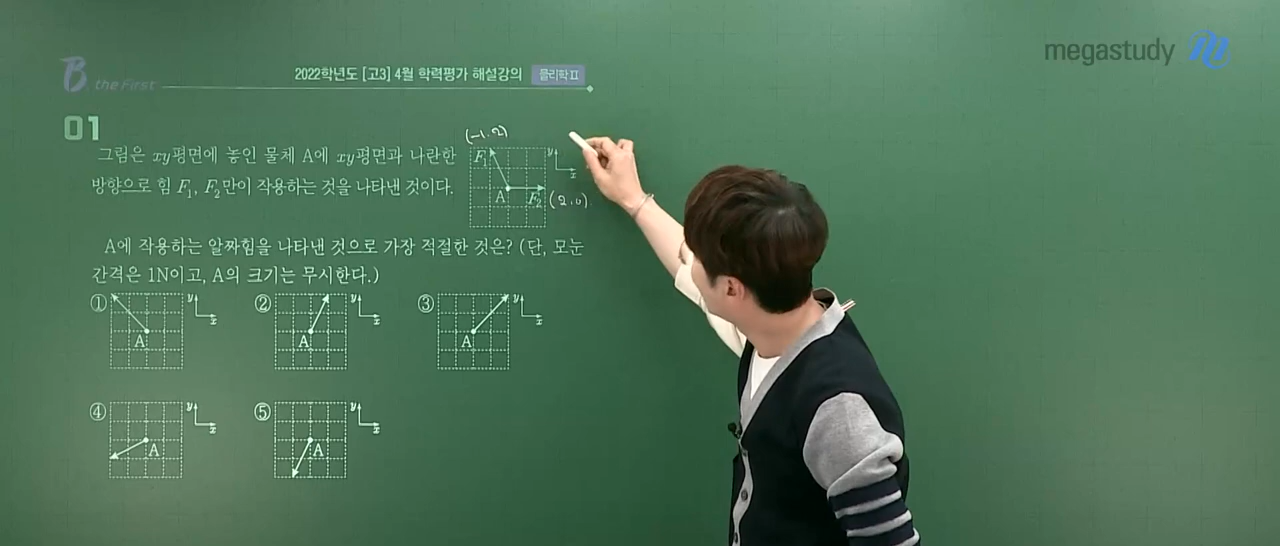 megastudy
B. the First
2022학년도 [고3] 4월 학력평가 해설강의 물리학Ⅱ
01
그림은 xy평면에 놓인 물체 A에 xy평면과 나란한
방향으로 힘 F₁, F₂만이 작용하는 것을 나타낸 것이다.
(-1, 2)
F₁
y
x
A
F₂
(2, 0)
A에 작용하는 알짜힘을 나타낸 것으로 가장 적절한 것은? (단, 모눈
간격은 1N이고, A의 크기는 무시한다.)
① A y x
② A y x
③ A y x
④ A y x
⑤ A y x